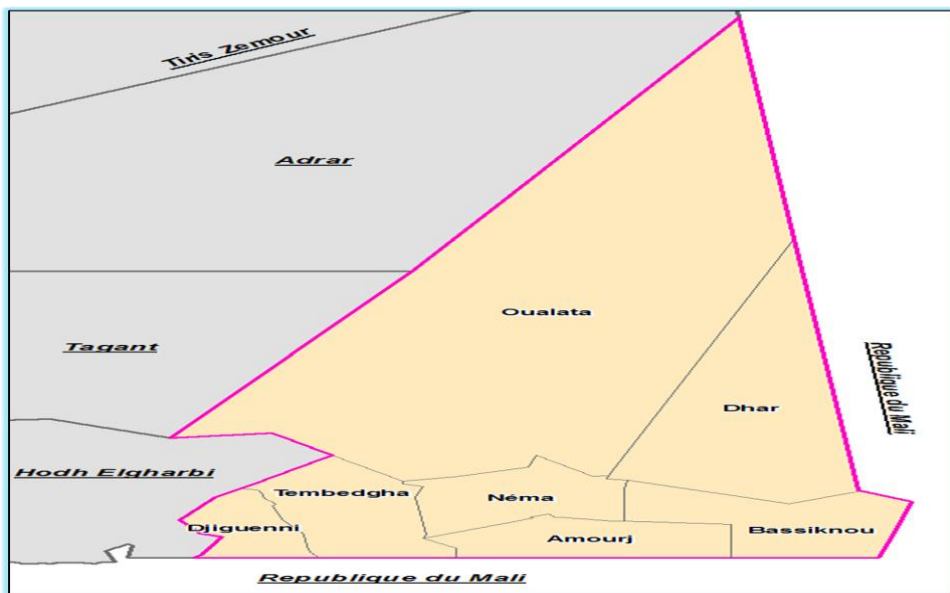 Tiris Zemour
Adrar
Oualata
Tagant
Republique du Mali
Dhar
Hodh Elgharbi
Tembedgha
Néma
Djiguenni
Amourj
Bassiknou
Republique du Mali